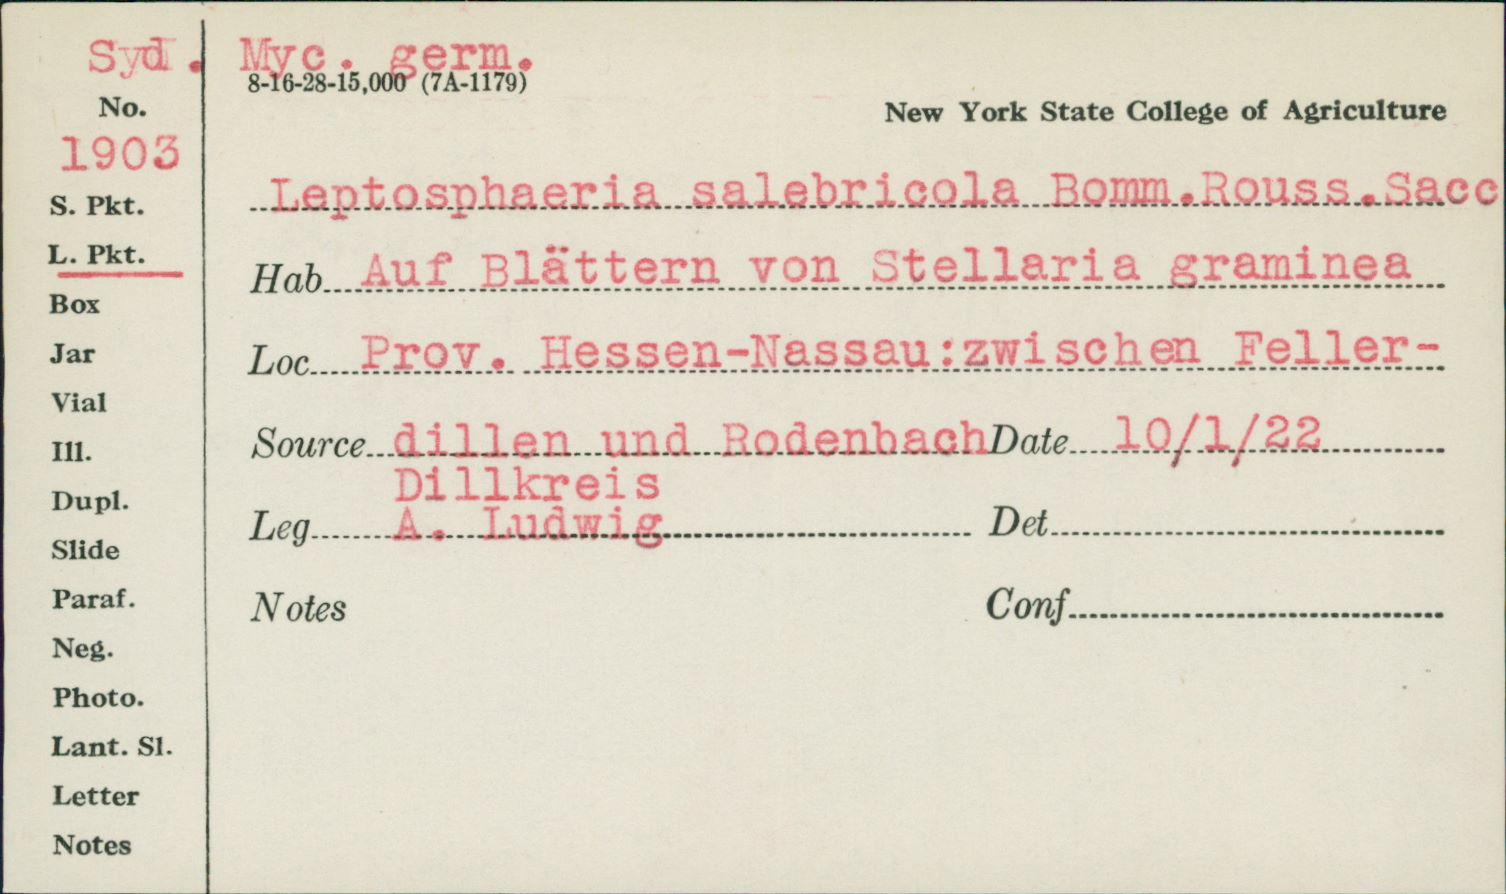 Syd. Myc. germ.
8-16-28-15,000 (7A-1179)
No.
New York State College of Agriculture
1903
Leptosphaeria salebricola Bomm.Rouss.Sacc
S. Pkt.
L. Pkt.
Hab Auf Blättern von Stellaria graminea
Box
Jar
Loc Prov. Hessen-Nassau:zwischen Feller-
Vial
Source dillen und Rodenbach Date 10/1/22
Ill.
Dillkreis
Dupl.
Leg A. Ludwig Det
Slide
Paraf.
Notes Conf
Neg.
Photo.
Lant. Sl.
Letter
Notes